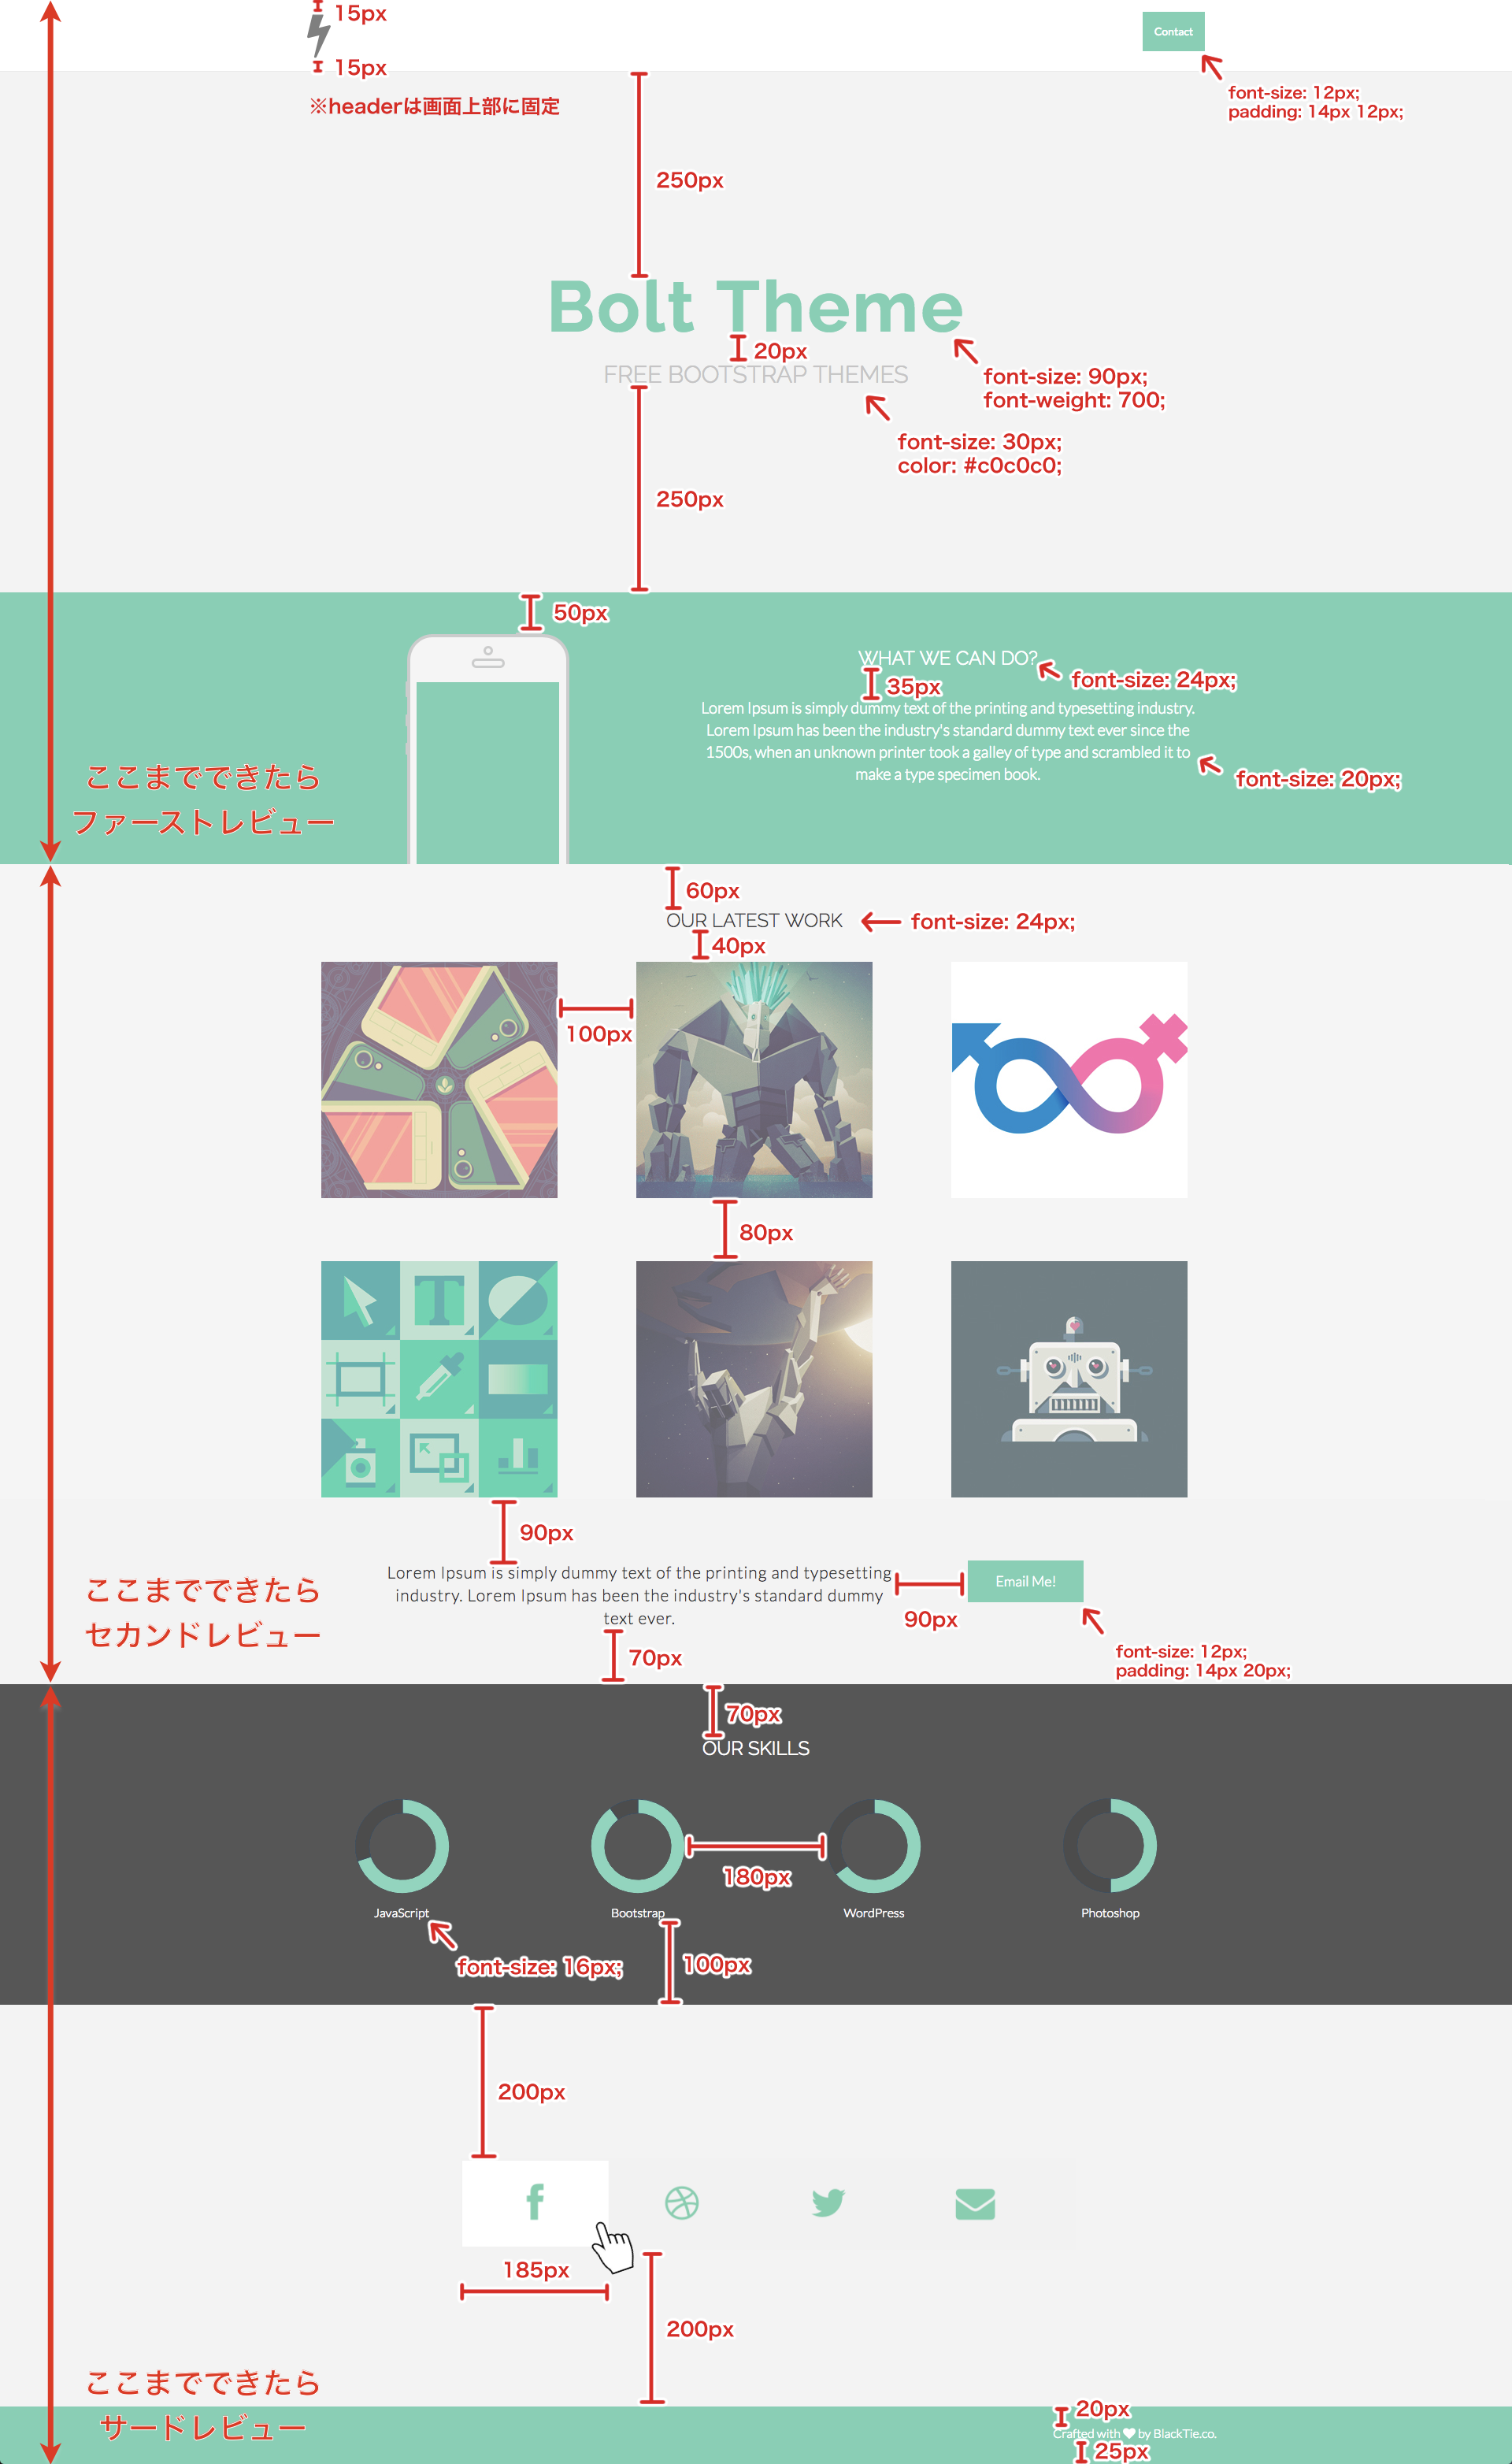 15px
Contact
15px
font-size: 12px;
padding: 14px 12px;
※headerは画面上部に固定
250px
Bolt Theme
20px
FREE BOOTSTRAP THEMES
font-size: 90px;
font-weight: 700;
font-size: 30px;
color: #c0c0c0;
250px
50px
WHAT WE CAN DO?
font-size: 24px;
35px
Lorem Ipsum is simply dummy text of the printing and typesetting industry.
Lorem Ipsum has been the industry's standard dummy text ever since the
1500s, when an unknown printer took a galley of type and scrambled it to
make a type specimen book.
font-size: 20px;
ここまでできたら
ファーストレビュー
60px
OUR LATEST WORK
font-size: 24px;
40px
100px
80px
T
90px
Lorem Ipsum is simply dummy text of the printing and typesetting
industry. Lorem Ipsum has been the industry's standard dummy
text ever.
Email Me!
90px
font-size: 12px;
padding: 14px 20px;
ここまでできたら
セカンドレビュー
70px
70px
OUR SKILLS
180px
JavaScript
Bootstrap
WordPress
Photoshop
font-size: 16px;
100px
200px
f
185px
200px
ここまでできたら
サードレビュー
20px
Crafted with ♥ by BlackTie.co.
25px